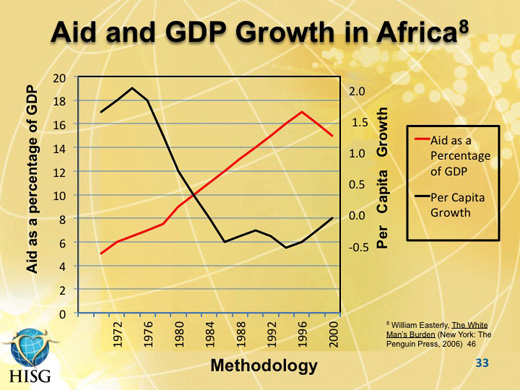 Aid and GDP Growth in Africa⁸
Aid as a percentage of GDP
20
18
16
14
12
10
8
6
4
2
0
2.0
1.5
1.0
0.5
0.0
-0.5
Per Capita Growth
1972
1976
1980
1984
1988
1992
1996
2000
Methodology
Aid as a
Percentage
of GDP
Per Capita
Growth
⁸ William Easterly, The White
Man's Burden (New York: The
Penguin Press, 2006) 46
HISG
33